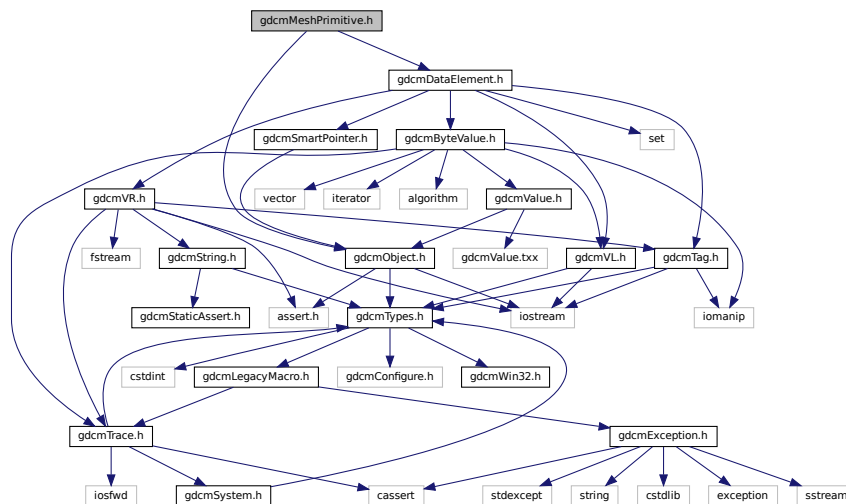 gdcmMeshPrimitive.h
gdcmDataElement.h
gdcmSmartPointer.h
gdcmByteValue.h
set
gdcmVR.h
vector
iterator
algorithm
gdcmValue.h
fstream
gdcmString.h
gdcmObject.h
gdcmValue.txx
gdcmVL.h
gdcmTag.h
gdcmStaticAssert.h
assert.h
gdcmTypes.h
iostream
iomanip
cstdint
gdcmLegacyMacro.h
gdcmConfigure.h
gdcmWin32.h
gdcmTrace.h
gdcmException.h
iosfwd
gdcmSystem.h
cassert
stdexcept
string
cstdlib
exception
sstream